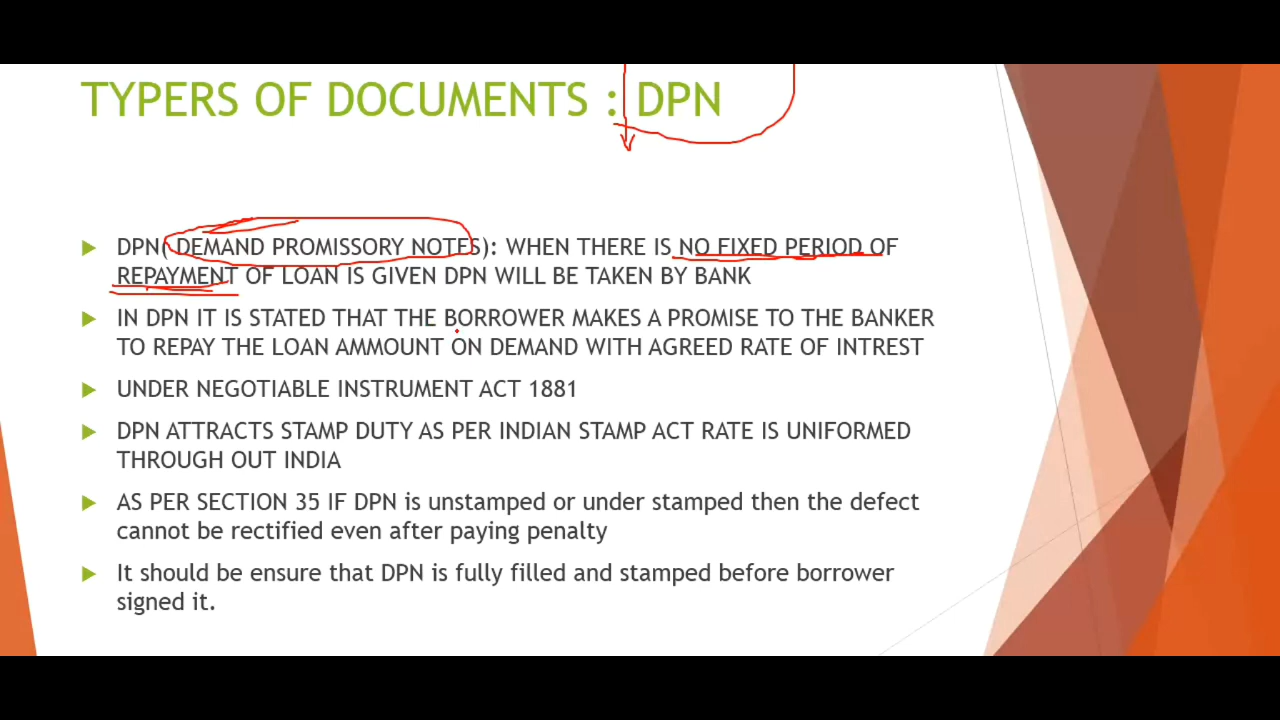 TYPERS OF DOCUMENTS : DPN
DPN( DEMAND PROMISSORY NOTES): WHEN THERE IS NO FIXED PERIOD OF
REPAYMENT OF LOAN IS GIVEN DPN WILL BE TAKEN BY BANK
IN DPN IT IS STATED THAT THE BORROWER MAKES A PROMISE TO THE BANKER
TO REPAY THE LOAN AMMOUNT ON DEMAND WITH AGREED RATE OF INTREST
UNDER NEGOTIABLE INSTRUMENT ACT 1881
DPN ATTRACTS STAMP DUTY AS PER INDIAN STAMP ACT RATE IS UNIFORMED
THROUGH OUT INDIA
AS PER SECTION 35 IF DPN is unstamped or under stamped then the defect
cannot be rectified even after paying penalty
It should be ensure that DPN is fully filled and stamped before borrower
signed it.